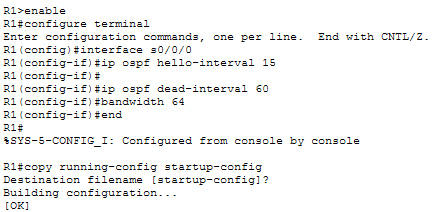 R1>enable
R1#configure terminal
Enter configuration commands, one per line.  End with CNTL/Z.
R1(config)#interface s0/0/0
R1(config-if)#ip ospf hello-interval 15
R1(config-if)#
R1(config-if)#ip ospf dead-interval 60
R1(config-if)#bandwidth 64
R1(config-if)#end
R1#
%SYS-5-CONFIG_I: Configured from console by console
R1#copy running-config startup-config
Destination filename [startup-config]?
Building configuration...
[OK]